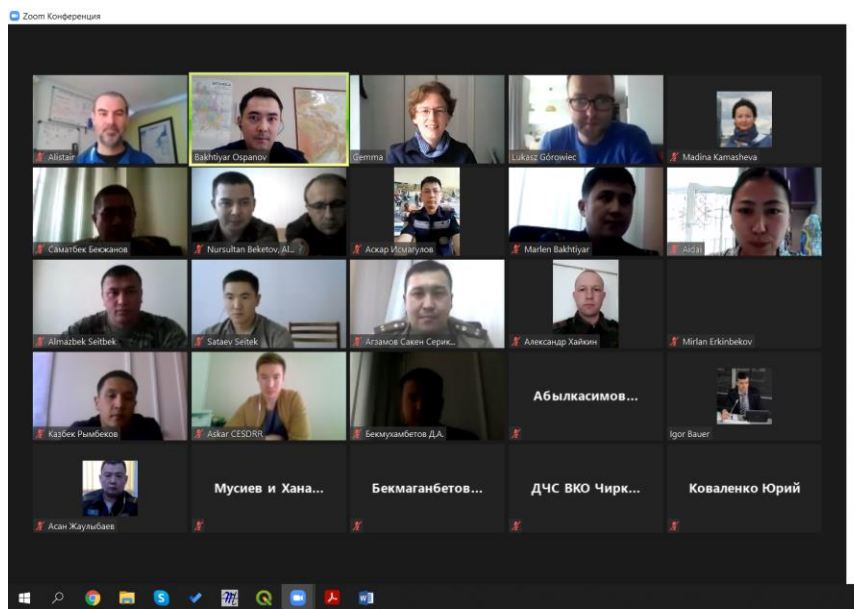 Zoom Конференция
Alistair
Bakhtiyar Ospanov
Gemma
Lukasz Górowiec
Madina Kamasheva
Саматбек Бекжанов
Nursultan Beketov, Al...
Аскар Исмагулов
Marlen Bakhtiyar
Aidai
Almazbek Seitbek
Sataev Seitek
Агзамов Сакен Серик...
Александр Хайкин
Mirlan Erkinbekov
Казбек Рымбеков
Askar CESDRR
Бекмухамбетов Д.А.
Абылкасимов...
Igor Bauer
Асан Жаулыбаев
Мусиев и Хана...
Бекмаганбетов...
ДЧС ВКО Чирк...
Коваленко Юрий